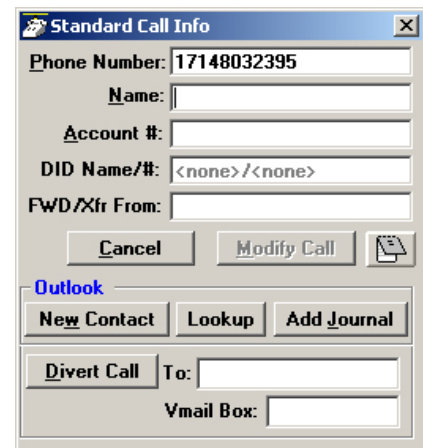 Standard Call Info
Phone Number: 17148032395
Name:
Account #:
DID Name/#: <none>/<none>
FWD/Xfr From:
Cancel Modify Call
Outlook
New Contact Lookup Add Journal
Divert Call To:
Vmail Box: